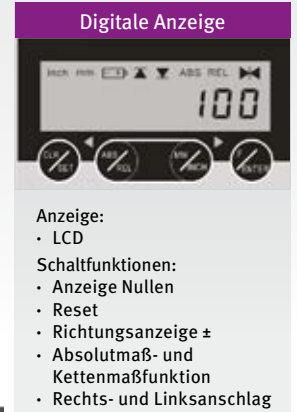 Digitale Anzeige
inch mm ABS REL
100
CLR/SET ABS/REL MM/INCH F/ENTER
Anzeige:
· LCD
Schaltfunktionen:
· Anzeige Nullen
· Reset
· Richtungsanzeige ±
· Absolutmaß- und
Kettenmaßfunktion
· Rechts- und Linksanschlag